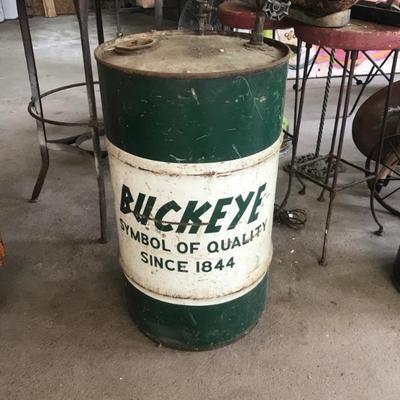 BUCKEYE
SYMBOL OF QUALITY
SINCE 1844